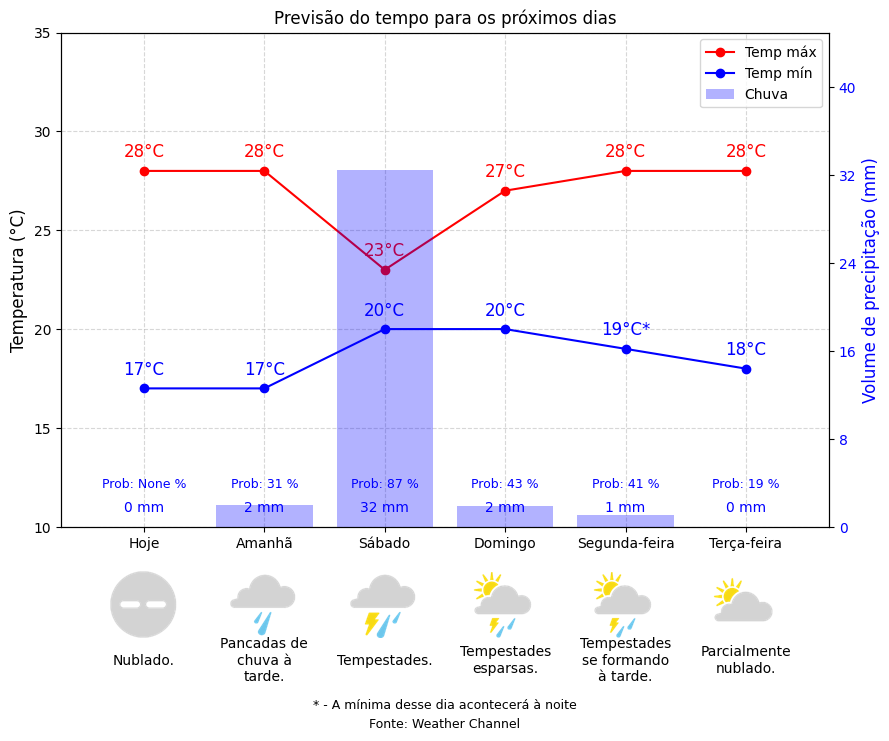 Previsão do tempo para os próximos dias
35
30
25
20
15
10
Temperatura (°C)
40
32
24
16
8
0
Volume de precipitação (mm)
Temp máx
Temp mín
Chuva
28°C 28°C 23°C 27°C 28°C 28°C
17°C 17°C 20°C 20°C 19°C* 18°C
Prob: None % Prob: 31 % Prob: 87 % Prob: 43 % Prob: 41 % Prob: 19 %
0 mm 2 mm 32 mm 2 mm 1 mm 0 mm
Hoje Amanhã Sábado Domingo Segunda-feira Terça-feira
Nublado.
Pancadas de
chuva à
tarde.
Tempestades.
Tempestades
esparsas.
Tempestades
se formando
à tarde.
Parcialmente
nublado.
* - A mínima desse dia acontecerá à noite
Fonte: Weather Channel